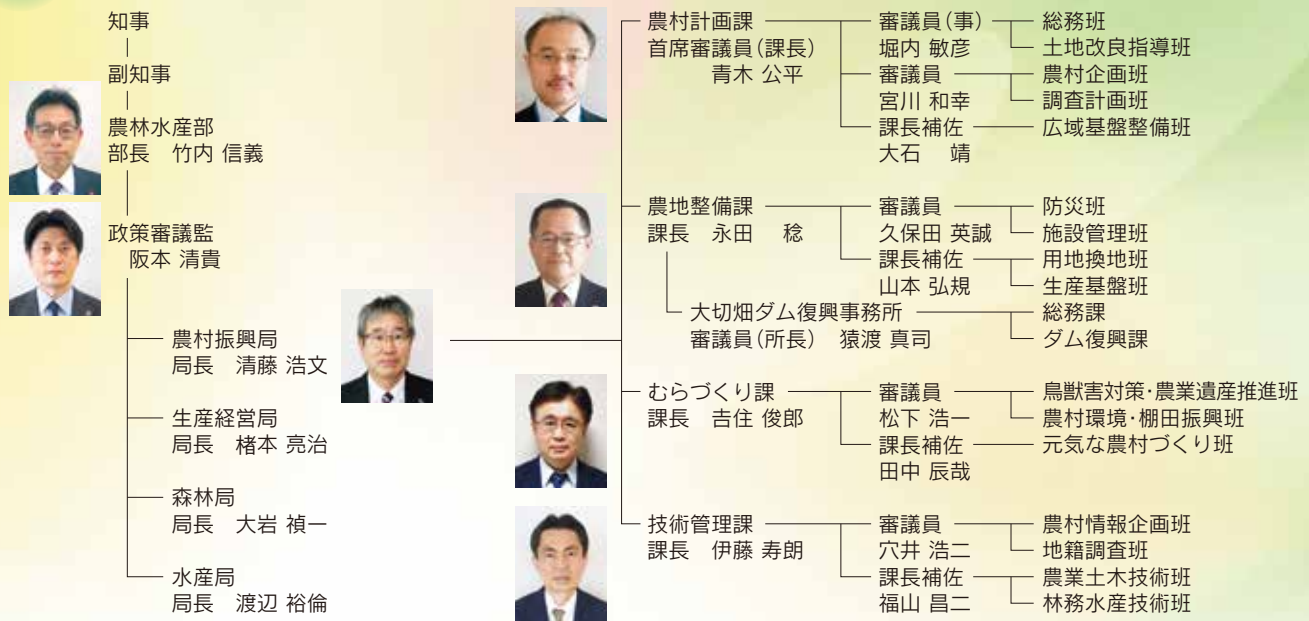 知事
副知事
農林水産部
部長 竹内 信義
政策審議監
阪本 清貴
農村振興局
局長 清藤 浩文
生産経営局
局長 楮本 亮治
森林局
局長 大岩 禎一
水産局
局長 渡辺 裕倫
農村計画課
首席審議員(課長)
青木 公平
審議員(事)
堀内 敏彦
総務班
土地改良指導班
審議員
宮川 和幸
農村企画班
調査計画班
課長補佐
大石 靖
広域基盤整備班
農地整備課
課長 永田 稔
審議員
久保田 英誠
防災班
施設管理班
課長補佐
山本 弘規
用地換地班
生産基盤班
大切畑ダム復興事務所
審議員(所長) 猿渡 真司
総務課
ダム復興課
むらづくり課
課長 吉住 俊郎
審議員
松下 浩一
鳥獣害対策・農業遺産推進班
農村環境・棚田振興班
課長補佐
田中 辰哉
元気な農村づくり班
技術管理課
課長 伊藤 寿朗
審議員
穴井 浩二
農村情報企画班
地籍調査班
課長補佐
福山 昌二
農業土木技術班
林務水産技術班